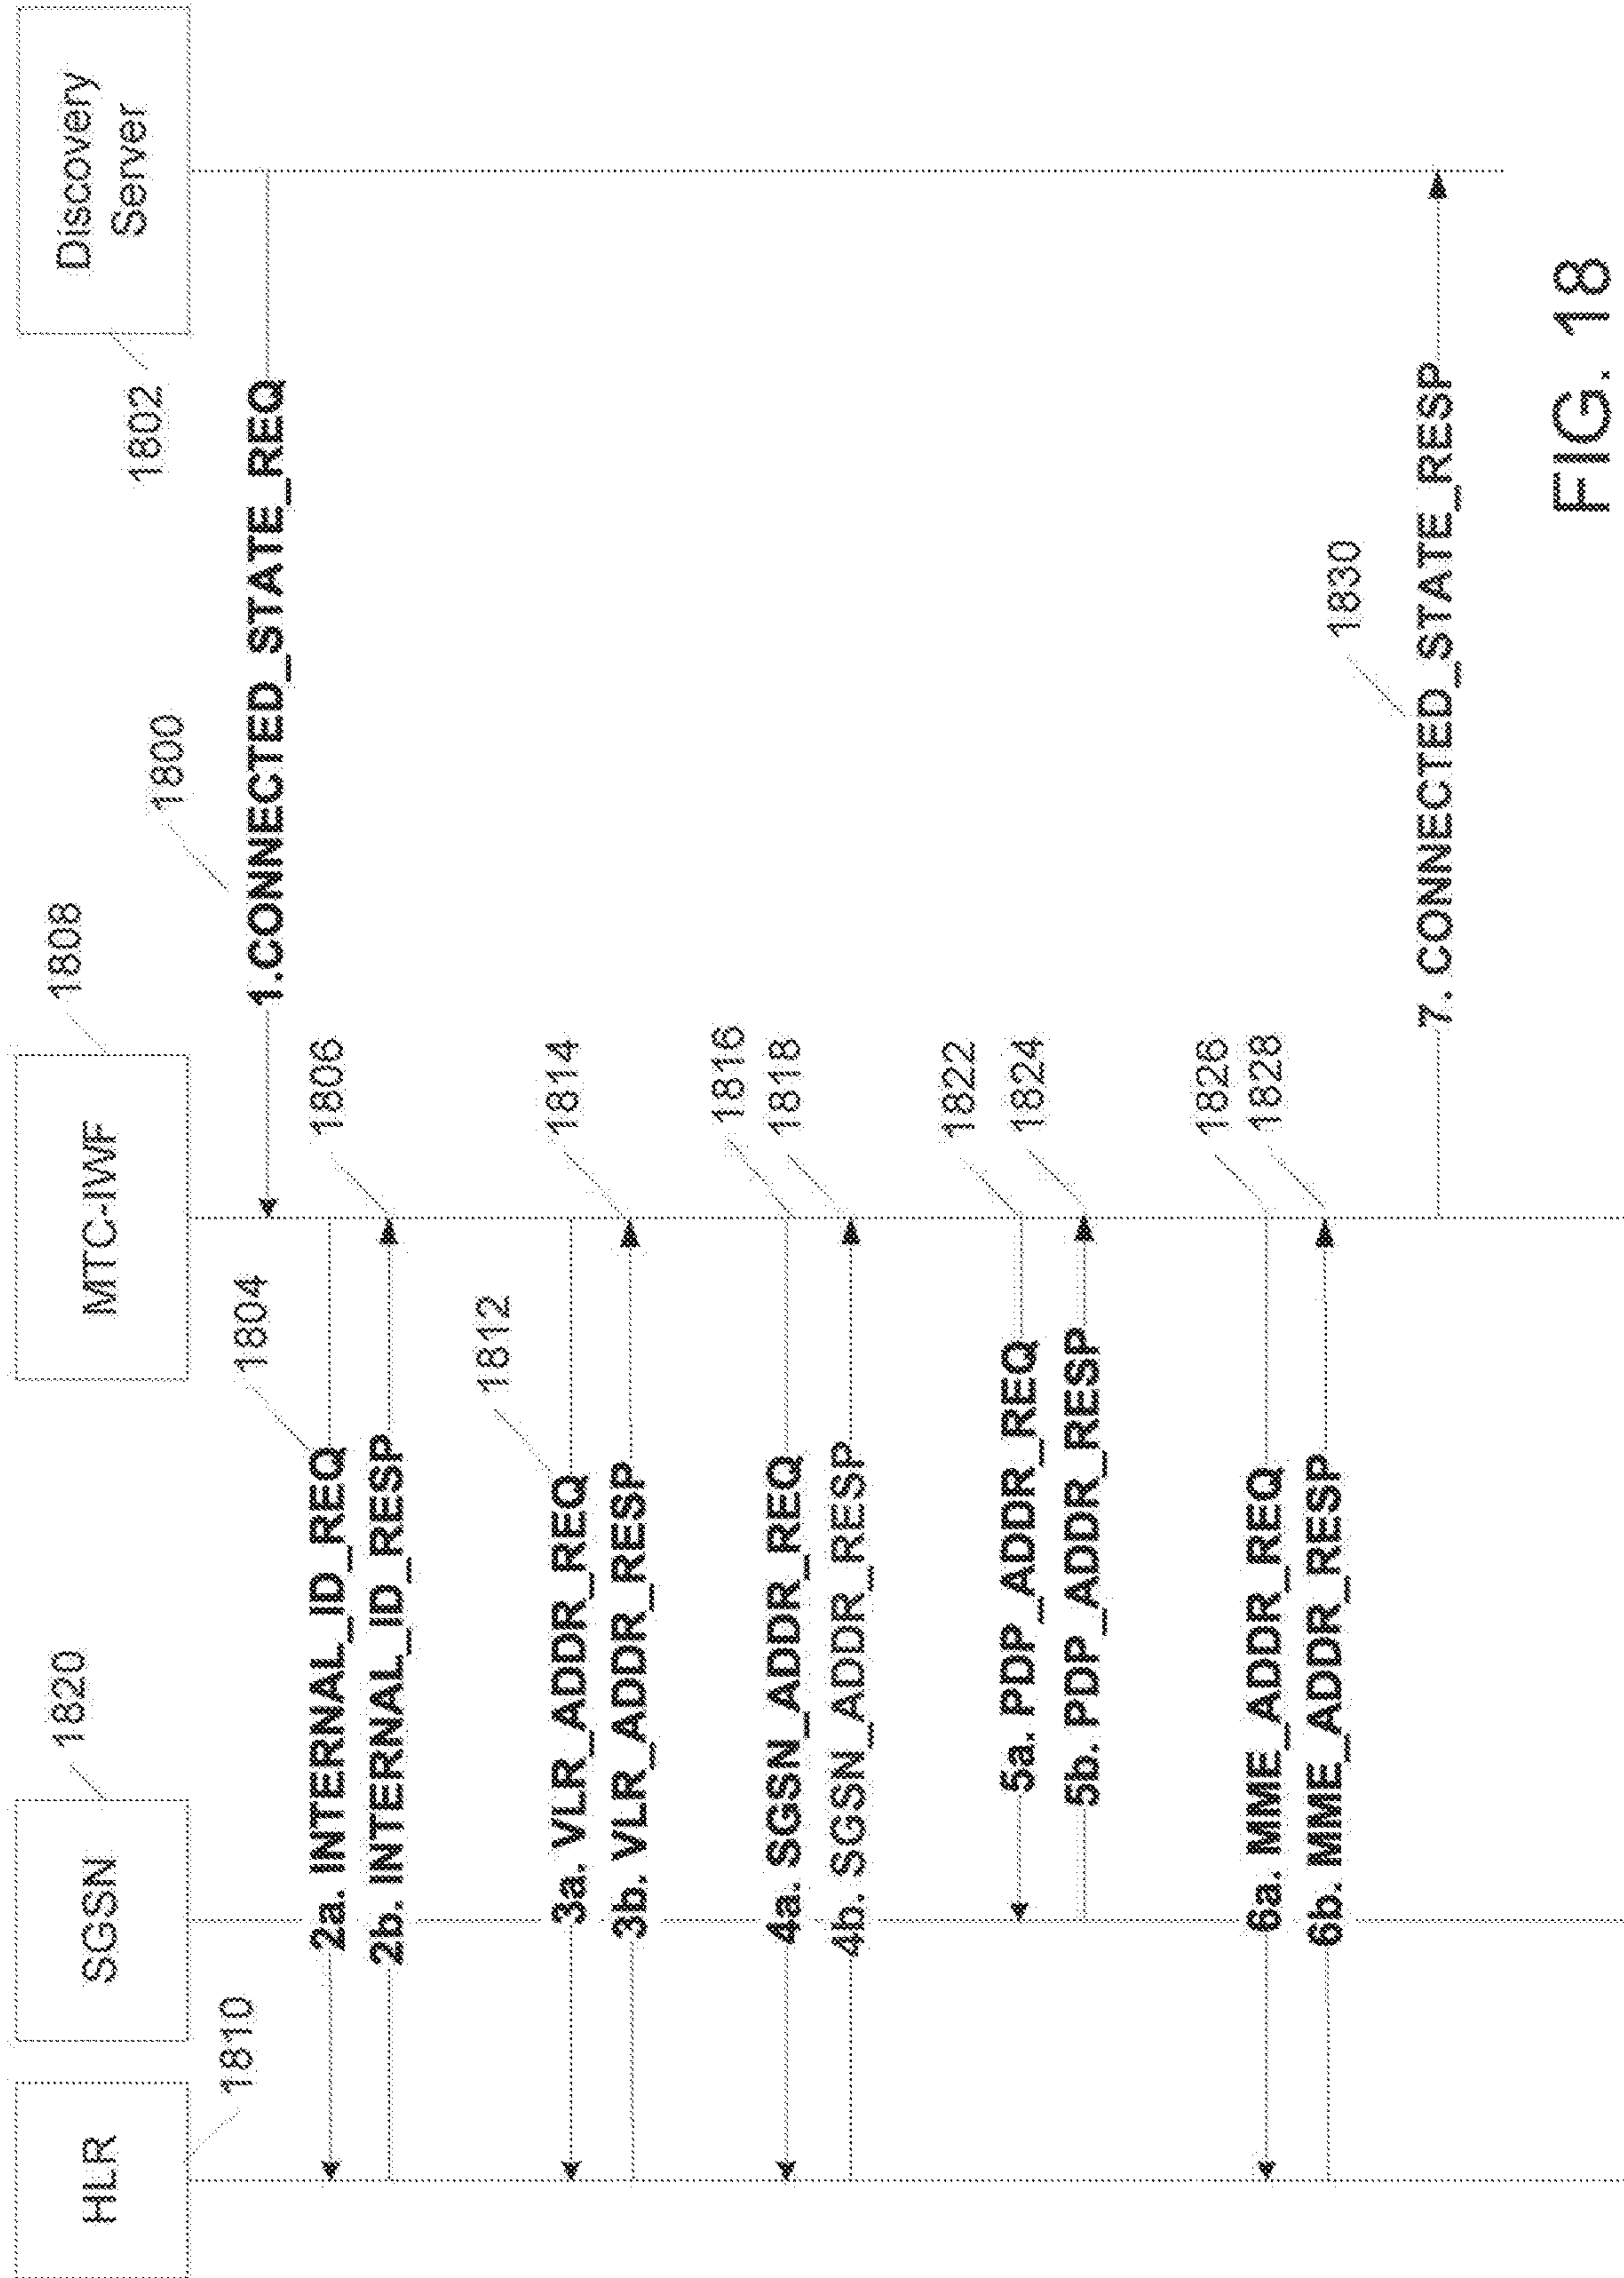 HLR
SGSN
MTC-IWF
Discovery
Server
1810
1820
1808
1802
1800
1.CONNECTED_STATE_REQ
1804
2a. INTERNAL_ID_REQ
2b. INTERNAL_ID_RESP
1806
1812
3a. VLR_ADDR_REQ
3b. VLR_ADDR_RESP
1814
4a. SGSN_ADDR_REQ
1816
4b. SGSN_ADDR_RESP
1818
5a. PDP_ADDR_REQ
1822
5b. PDP_ADDR_RESP
1824
6a. MME_ADDR_REQ
1826
6b. MME_ADDR_RESP
1828
1830
7. CONNECTED_STATE_RESP
FIG. 18